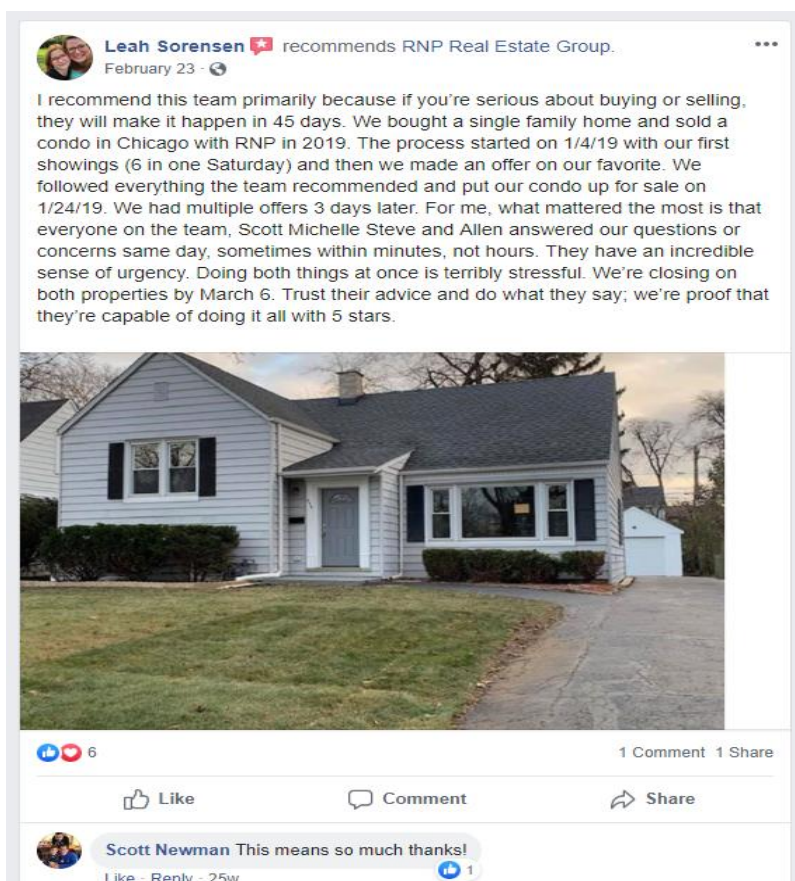 Leah Sorensen recommends RNP Real Estate Group.
February 23 ·
I recommend this team primarily because if you're serious about buying or selling,
they will make it happen in 45 days. We bought a single family home and sold a
condo in Chicago with RNP in 2019. The process started on 1/4/19 with our first
showings (6 in one Saturday) and then we made an offer on our favorite. We
followed everything the team recommended and put our condo up for sale on
1/24/19. We had multiple offers 3 days later. For me, what mattered the most is that
everyone on the team, Scott Michelle Steve and Allen answered our questions or
concerns same day, sometimes within minutes, not hours. They have an incredible
sense of urgency. Doing both things at once is terribly stressful. We're closing on
both properties by March 6. Trust their advice and do what they say; we're proof that
they're capable of doing it all with 5 stars.
6
1 Comment 1 Share
Like Comment Share
Scott Newman This means so much thanks!
1
Like · Reply · 25w